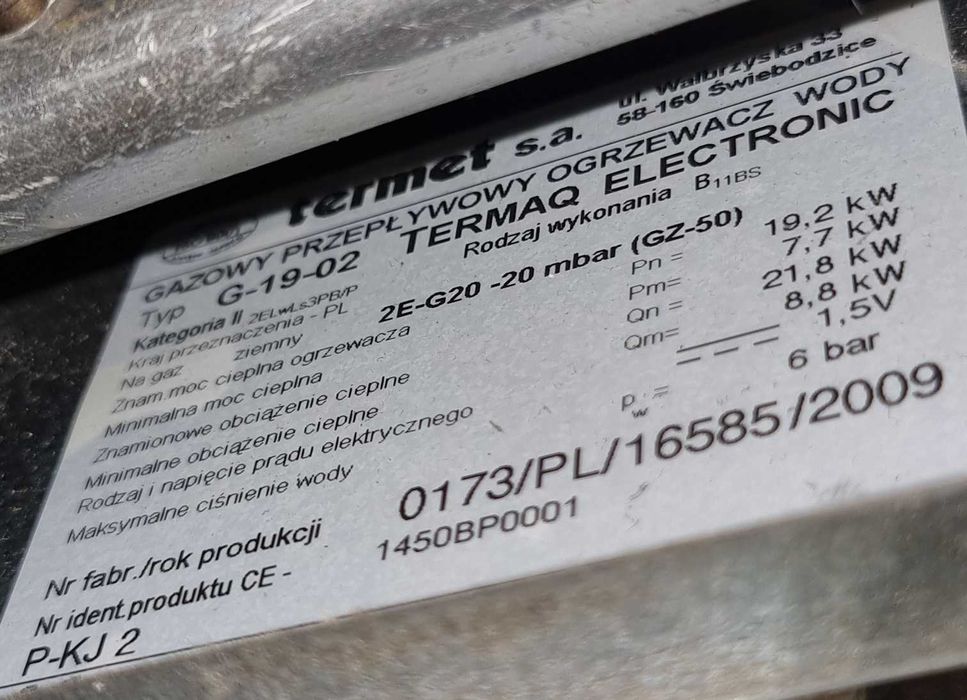 ul. Wałbrzyska 33
58-160 Świebodzice
termet s.a.
GAZOWY PRZEPŁYWOWY OGRZEWACZ WODY
Typ G-19-02 TERMAQ ELECTRONIC
Kategoria II 2ELwLs3PB/P Rodzaj wykonania B11BS
Kraj przeznaczenia - PL
Na gaz ziemny 2E-G20 -20 mbar (GZ-50)
Znam.moc cieplna ogrzewacza Pn = 19,2 kW
Minimalna moc cieplna Pm= 7,7 kW
Znamionowe obciążenie cieplne Qn = 21,8 kW
Minimalne obciążenie cieplne Qm= 8,8 kW
Rodzaj i napięcie prądu elektrycznego 1,5V
Maksymalne ciśnienie wody pw = 6 bar
Nr fabr./rok produkcji 0173/PL/16585/2009
Nr ident.produktu CE - 1450BP0001
P-KJ 2